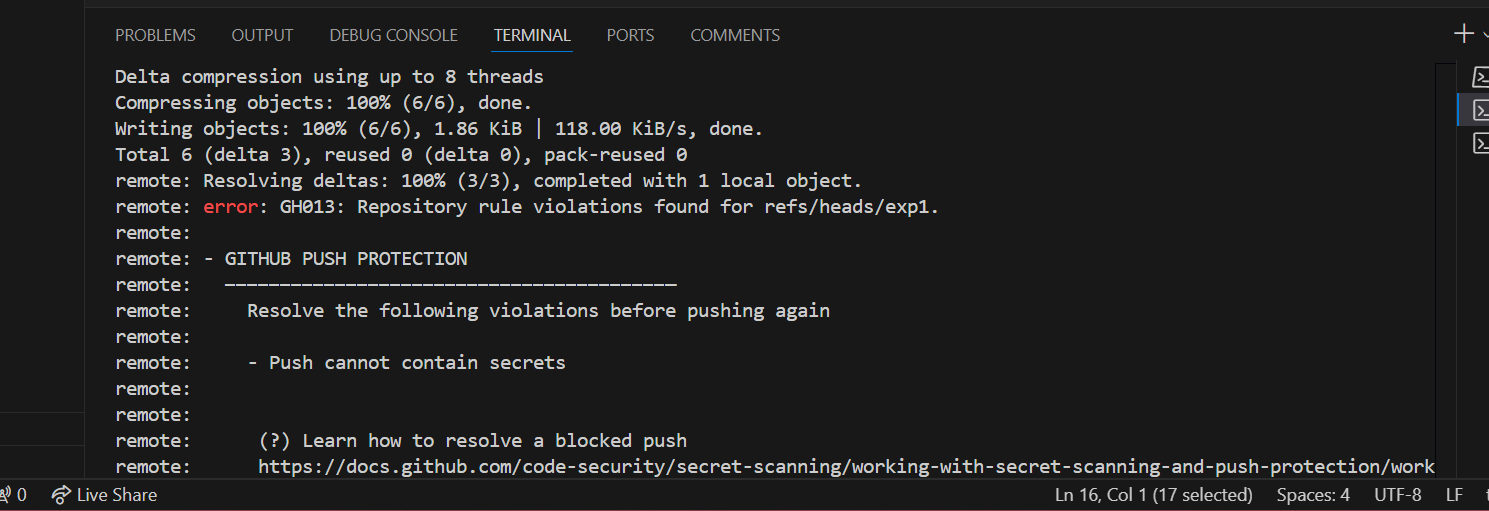 PROBLEMS OUTPUT DEBUG CONSOLE TERMINAL PORTS COMMENTS
Delta compression using up to 8 threads
Compressing objects: 100% (6/6), done.
Writing objects: 100% (6/6), 1.86 KiB | 118.00 KiB/s, done.
Total 6 (delta 3), reused 0 (delta 0), pack-reused 0
remote: Resolving deltas: 100% (3/3), completed with 1 local object.
remote: error: GH013: Repository rule violations found for refs/heads/exp1.
remote:
remote: - GITHUB PUSH PROTECTION
remote:   —————————————————————————————————————————
remote:     Resolve the following violations before pushing again
remote:
remote:     - Push cannot contain secrets
remote:
remote:
remote:      (?) Learn how to resolve a blocked push
remote:      https://docs.github.com/code-security/secret-scanning/working-with-secret-scanning-and-push-protection/work
0 Live Share Ln 16, Col 1 (17 selected) Spaces: 4 UTF-8 LF